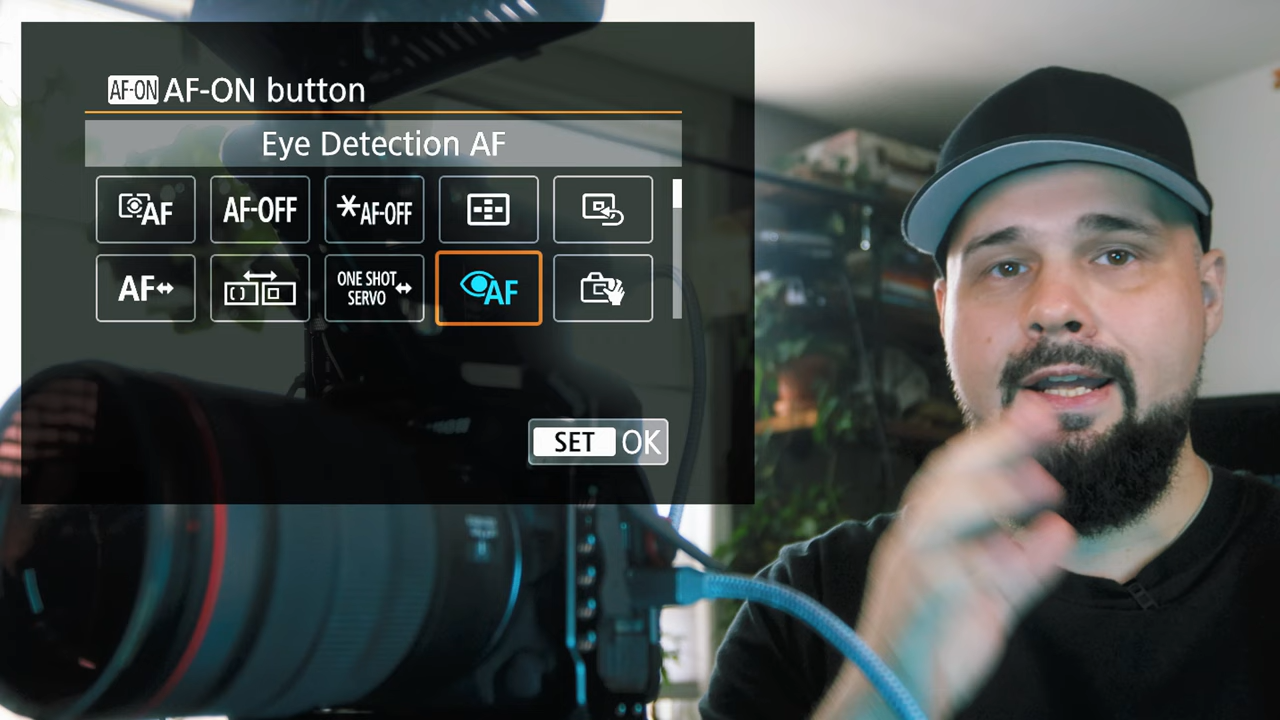 AF-ON AF-ON button
Eye Detection AF
AF AF-OFF *AF-OFF
AF ONE SHOT SERVO AF
SET OK